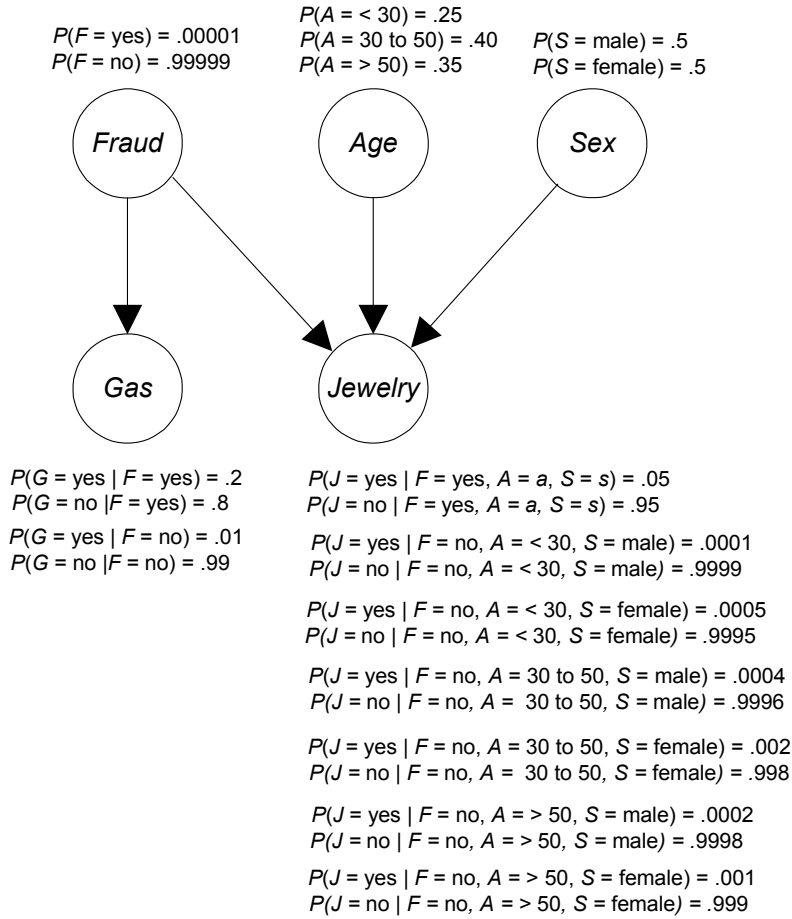 P(F = yes) = .00001
P(F = no) = .99999
P(A = < 30) = .25
P(A = 30 to 50) = .40
P(A = > 50) = .35
P(S = male) = .5
P(S = female) = .5
Fraud
Age
Sex
Gas
Jewelry
P(G = yes | F = yes) = .2
P(G = no |F = yes) = .8
P(G = yes | F = no) = .01
P(G = no |F = no) = .99
P(J = yes | F = yes, A = a, S = s) = .05
P(J = no | F = yes, A = a, S = s) = .95
P(J = yes | F = no, A = < 30, S = male) = .0001
P(J = no | F = no, A = < 30, S = male) = .9999
P(J = yes | F = no, A = < 30, S = female) = .0005
P(J = no | F = no, A = < 30, S = female) = .9995
P(J = yes | F = no, A = 30 to 50, S = male) = .0004
P(J = no | F = no, A = 30 to 50, S = male) = .9996
P(J = yes | F = no, A = 30 to 50, S = female) = .002
P(J = no | F = no, A = 30 to 50, S = female) = .998
P(J = yes | F = no, A = > 50, S = male) = .0002
P(J = no | F = no, A = > 50, S = male) = .9998
P(J = yes | F = no, A = > 50, S = female) = .001
P(J = no | F = no, A = > 50, S = female) = .999